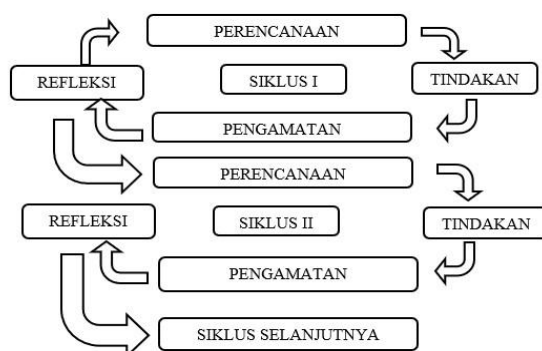 PERENCANAAN
REFLEKSI
SIKLUS I
TINDAKAN
PENGAMATAN
PERENCANAAN
REFLEKSI
SIKLUS II
TINDAKAN
PENGAMATAN
SIKLUS SELANJUTNYA